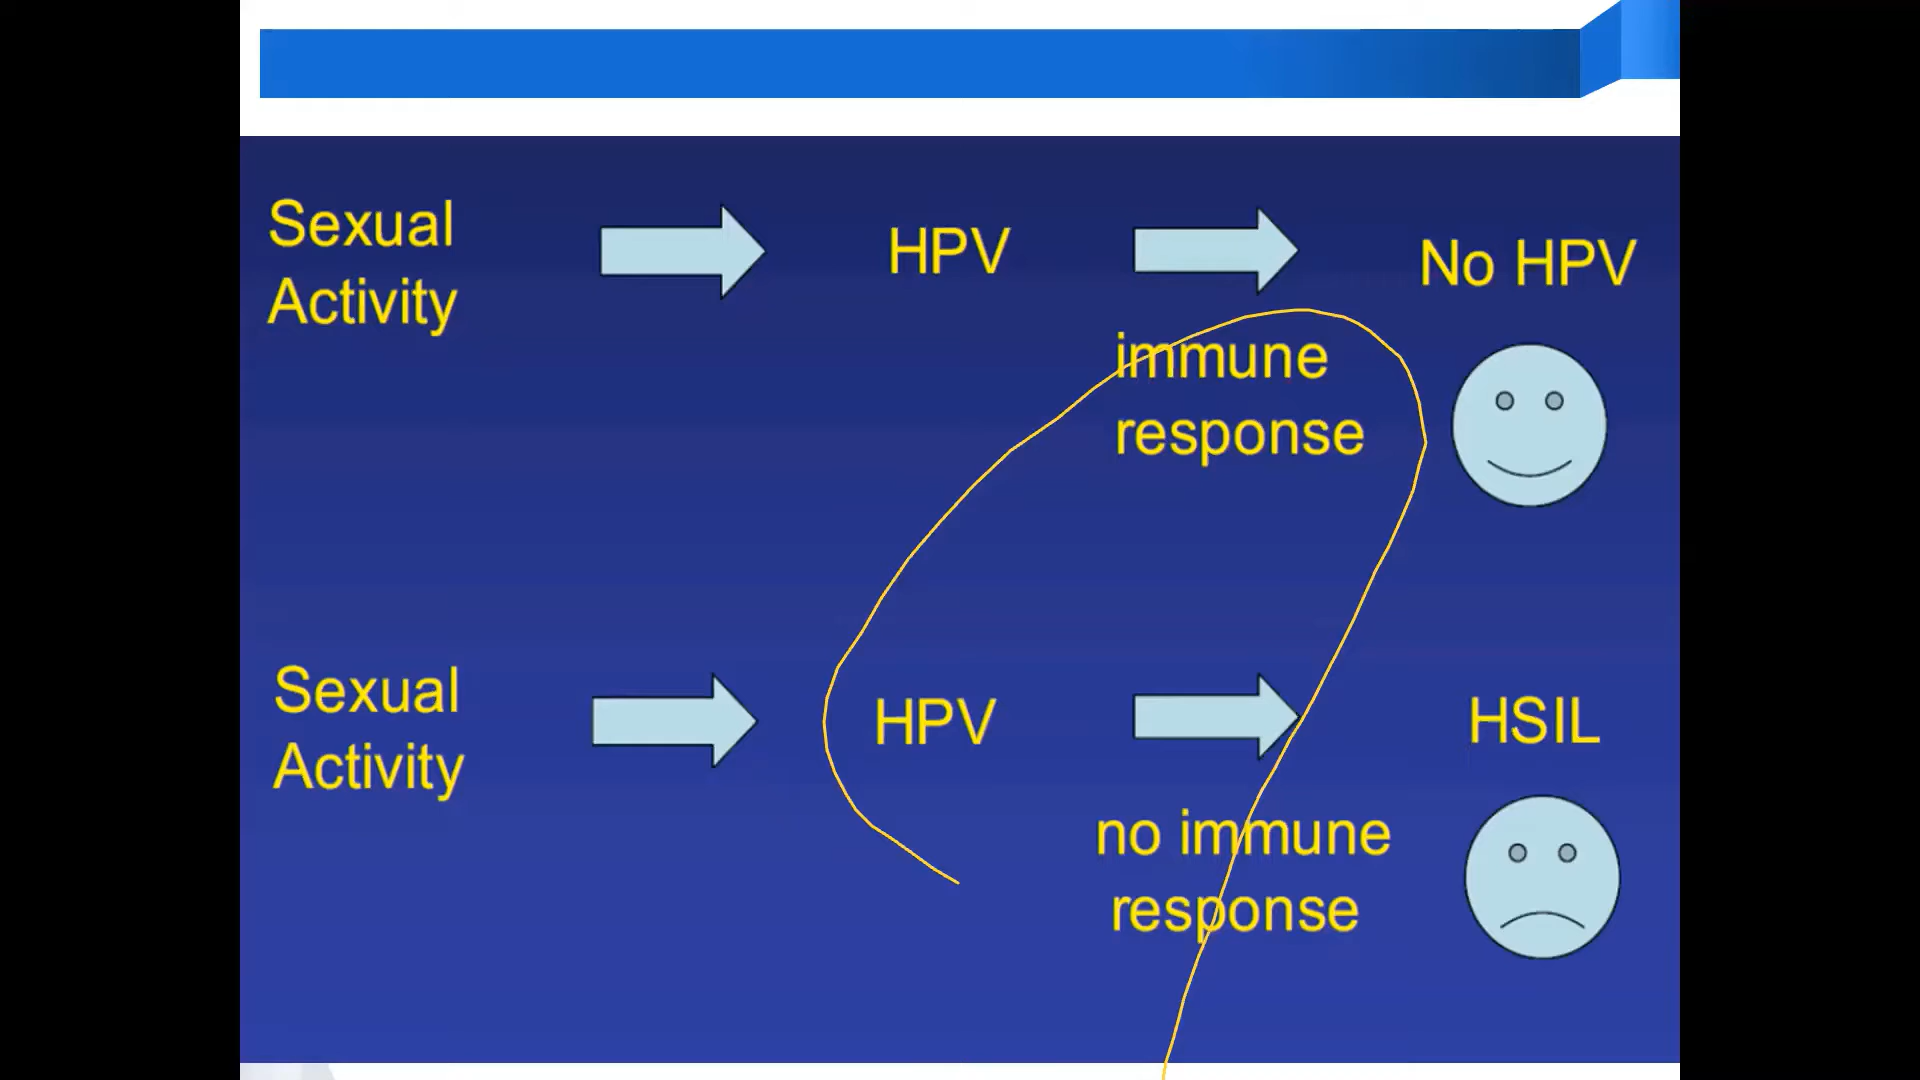 Sexual
Activity
HPV
No HPV
immune
response
Sexual
Activity
HPV
HSIL
no immune
response